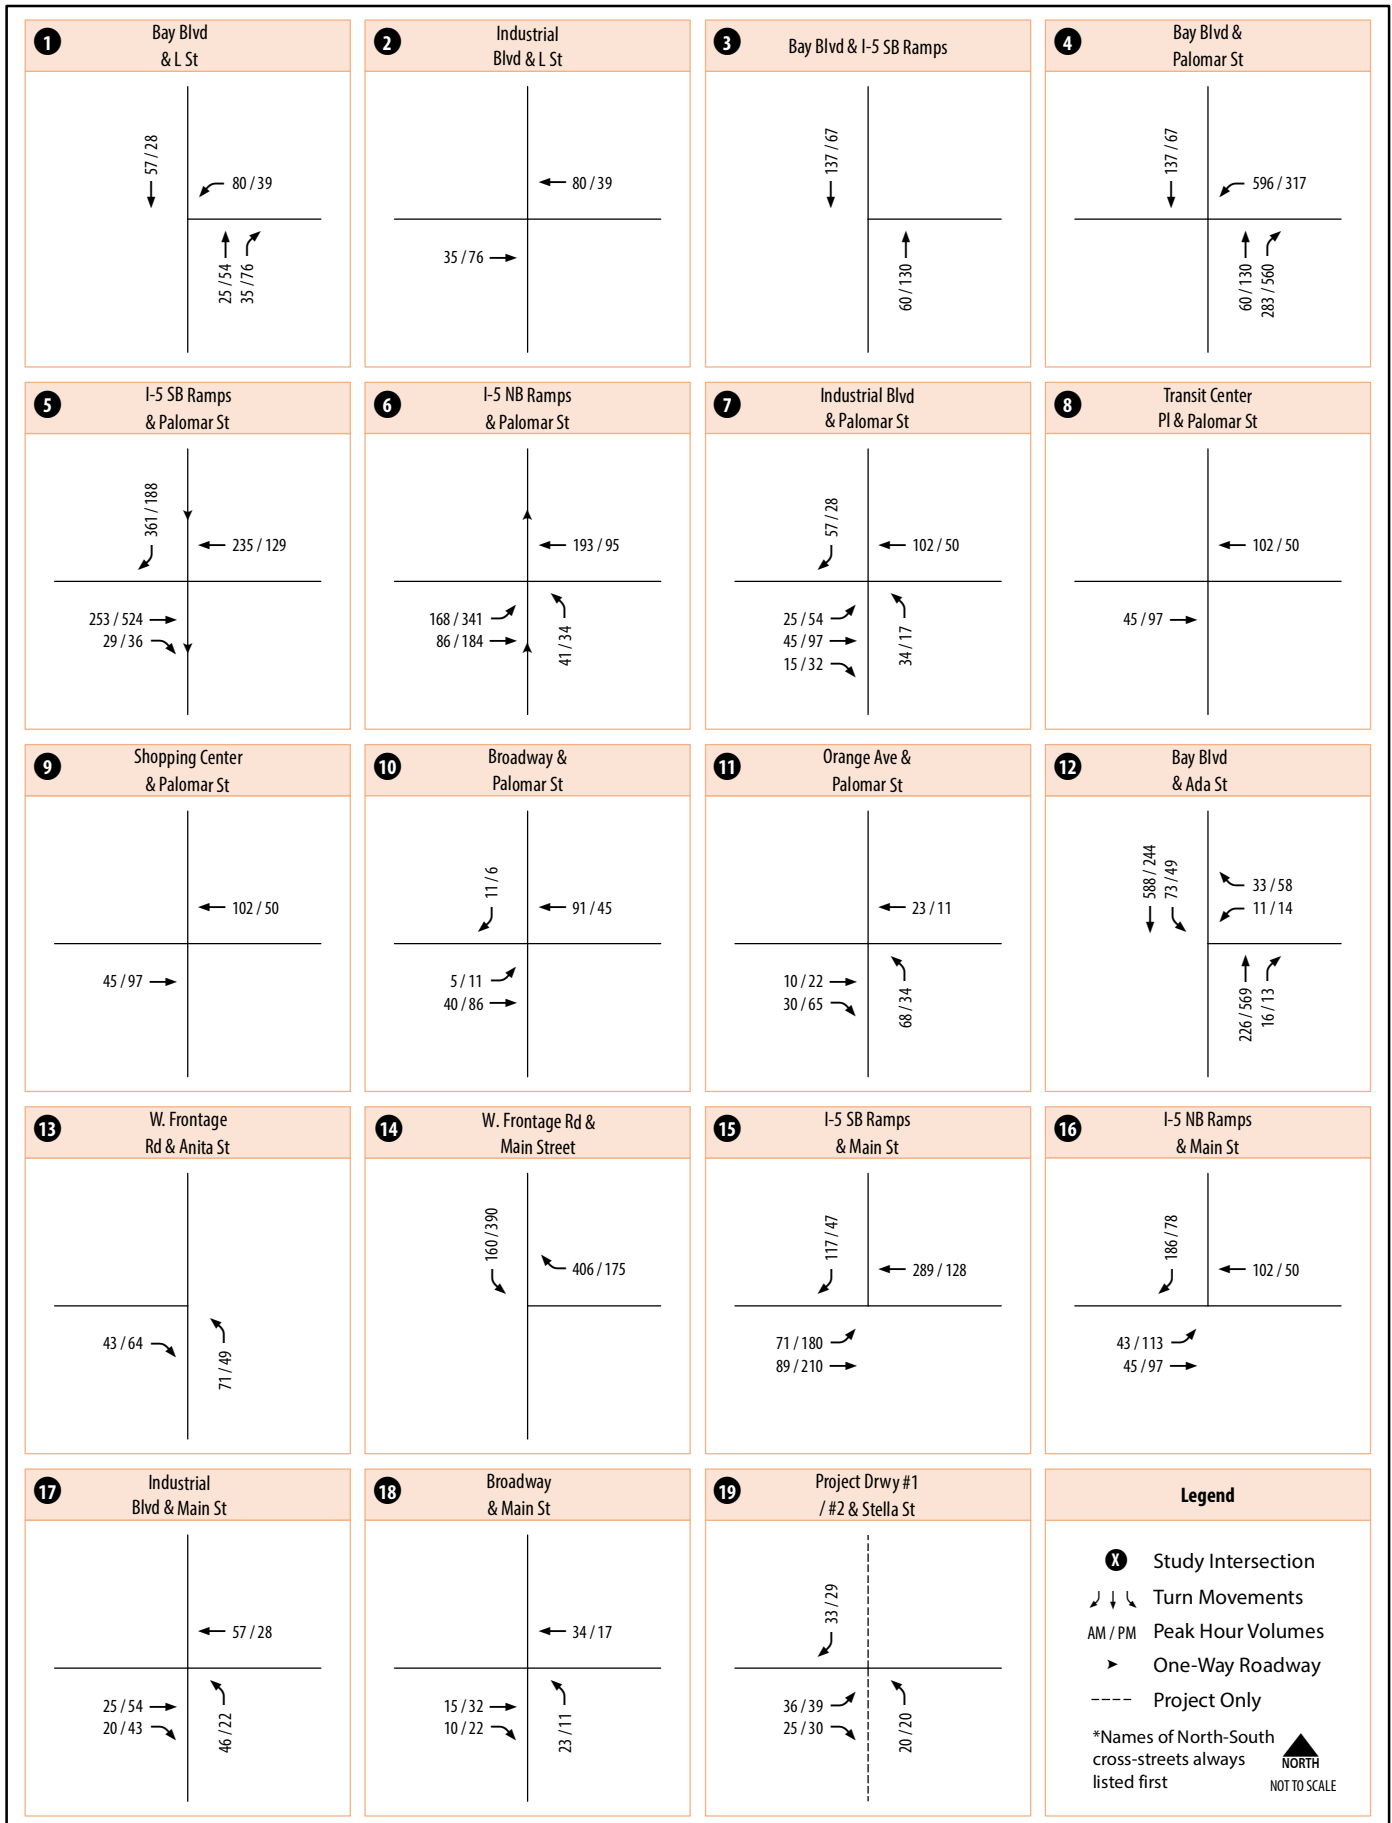 1
Bay Blvd
& L St
57 / 28
80 / 39
25 / 54
35 / 76
2
Industrial
Blvd & L St
80 / 39
35 / 76
3
Bay Blvd & I-5 SB Ramps
137 / 67
60 / 130
4
Bay Blvd &
Palomar St
137 / 67
596 / 317
60 / 130
283 / 560
5
I-5 SB Ramps
& Palomar St
361 / 188
235 / 129
253 / 524
29 / 36
6
I-5 NB Ramps
& Palomar St
193 / 95
168 / 341
86 / 184
41 / 34
7
Industrial Blvd
& Palomar St
57 / 28
102 / 50
25 / 54
45 / 97
15 / 32
34 / 17
8
Transit Center
Pl & Palomar St
102 / 50
45 / 97
9
Shopping Center
& Palomar St
102 / 50
45 / 97
10
Broadway &
Palomar St
11 / 6
91 / 45
5 / 11
40 / 86
11
Orange Ave &
Palomar St
23 / 11
10 / 22
30 / 65
68 / 34
12
Bay Blvd
& Ada St
588 / 244
73 / 49
33 / 58
11 / 14
226 / 569
16 / 13
13
W. Frontage
Rd & Anita St
43 / 64
71 / 49
14
W. Frontage Rd &
Main Street
160 / 390
406 / 175
15
I-5 SB Ramps
& Main St
117 / 47
289 / 128
71 / 180
89 / 210
16
I-5 NB Ramps
& Main St
186 / 78
102 / 50
43 / 113
45 / 97
17
Industrial
Blvd & Main St
57 / 28
25 / 54
20 / 43
46 / 22
18
Broadway
& Main St
34 / 17
15 / 32
10 / 22
23 / 11
19
Project Drwy #1
/ #2 & Stella St
33 / 29
36 / 39
25 / 30
20 / 20
Legend
X Study Intersection
Turn Movements
AM / PM Peak Hour Volumes
One-Way Roadway
Project Only
*Names of North-South
cross-streets always
listed first
NORTH
NOT TO SCALE